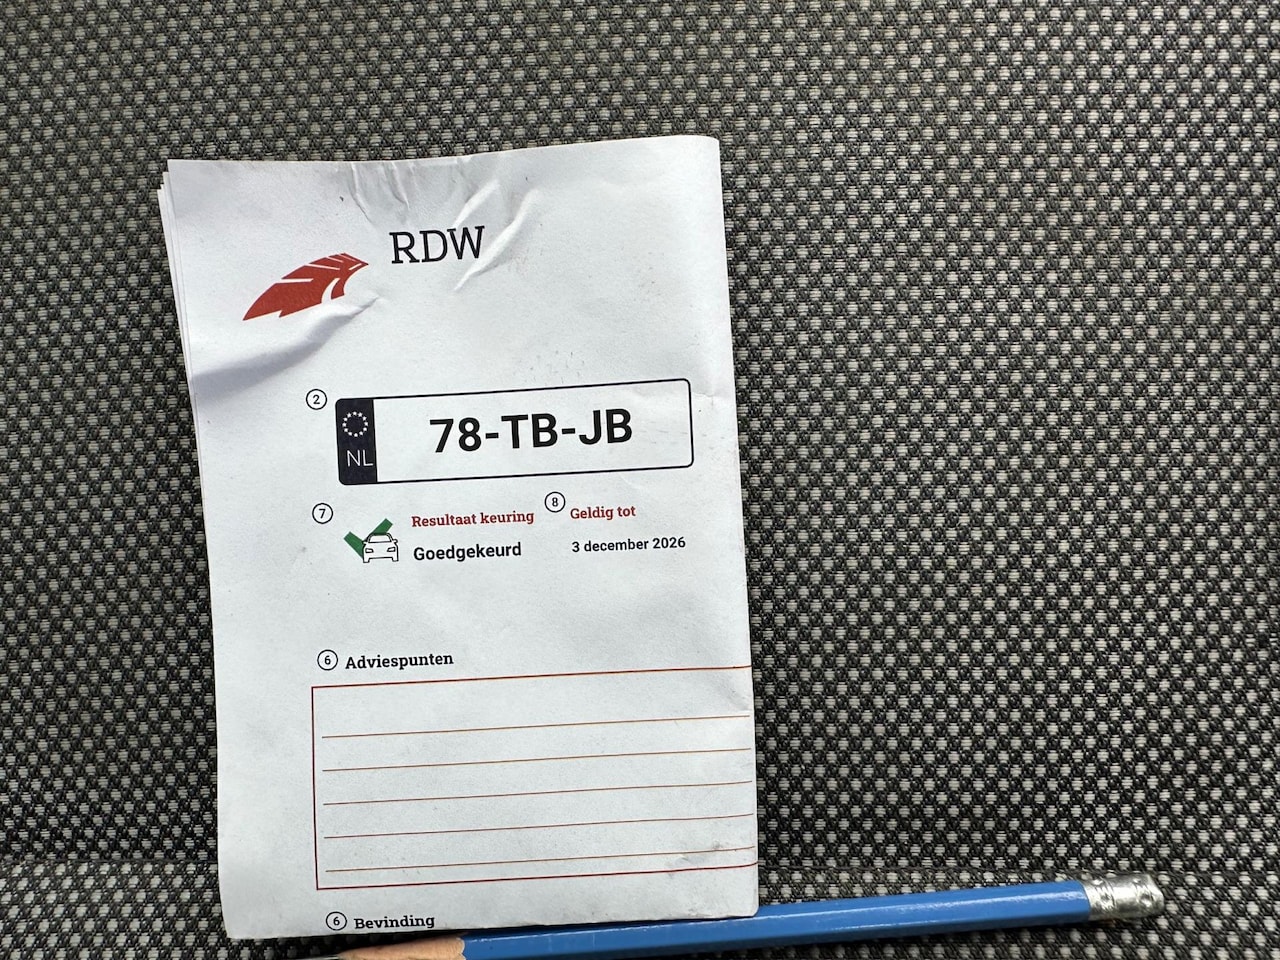 RDW
2
NL
78-TB-JB
7 Resultaat keuring
Goedgekeurd
8 Geldig tot
3 december 2026
6 Adviespunten
6 Bevinding